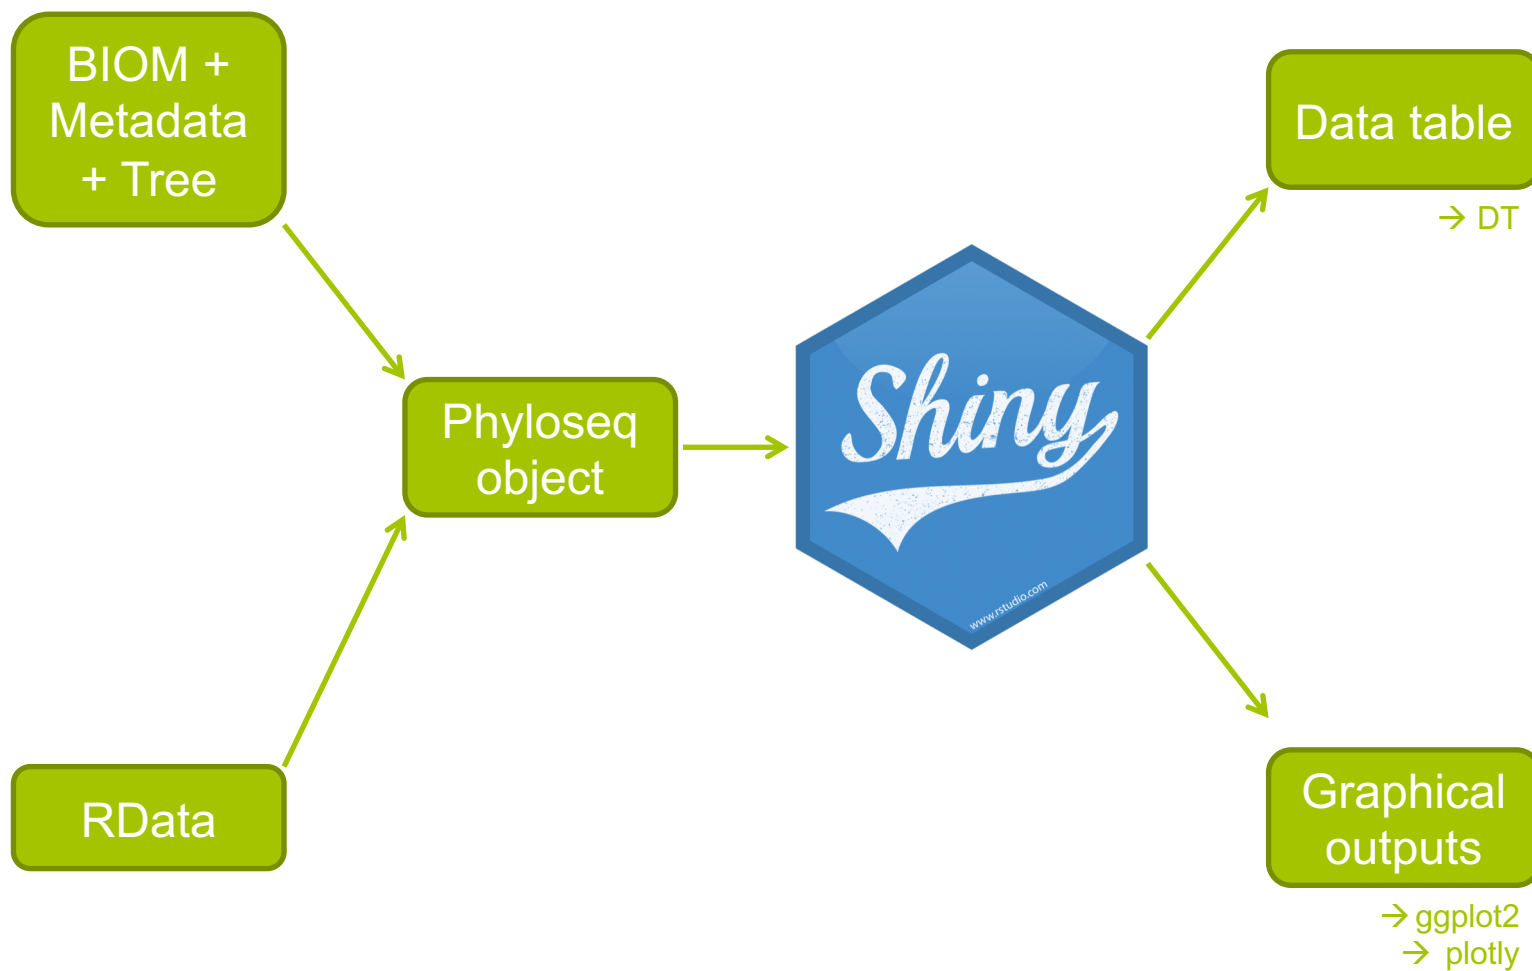 BIOM +
Metadata
+ Tree
Data table
→ DT
Phyloseq
object
Shiny
www.rstudio.com
RData
Graphical
outputs
→ ggplot2
→ plotly